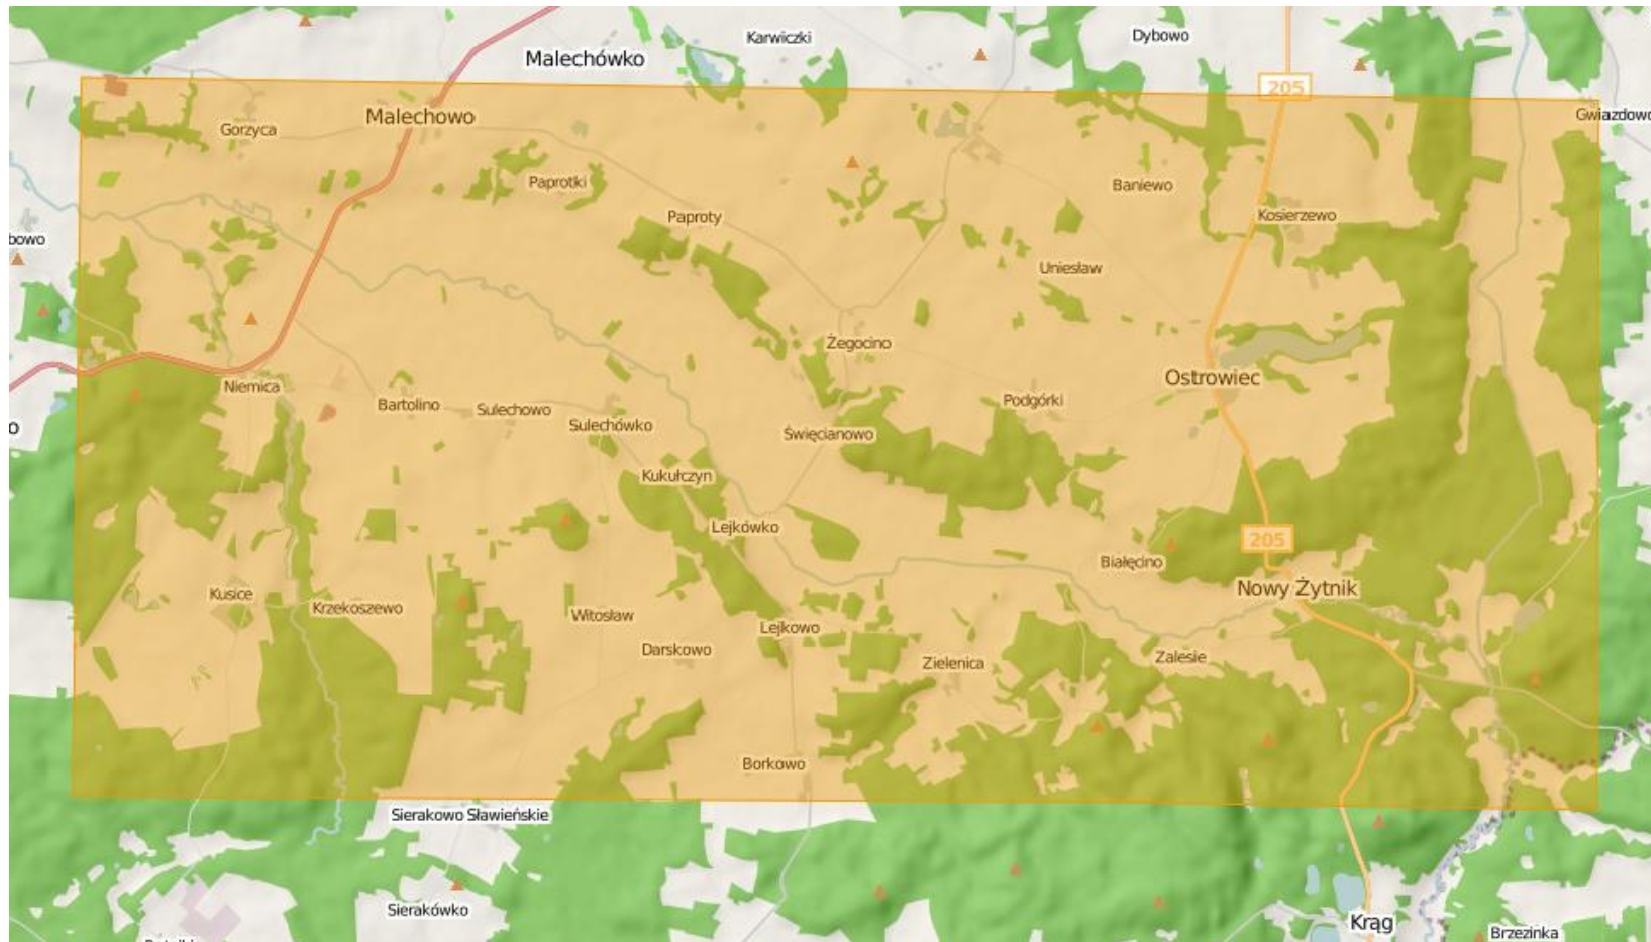 Karwiczki
Dybowo
Malechówko
205
Malechowo
Gwiazdowo
Gorzyca
Paprotki
Baniewo
Paproty
Kosierzewo
bowo
Uniesław
Żegocino
Ostrowiec
Niemica
Bartolino
Sulechowo
Podgórki
Sulechówko
o
Święcianowo
Kukułczyn
Lejkówko
205
Białęcino
Nowy Żytnik
Kusice
Krzekoszewo
Witosław
Lejkowo
Darskowo
Zielenica
Zalesie
Borkowo
Sierakowo Sławieńskie
Sierakówko
Krąg
Brzezinka